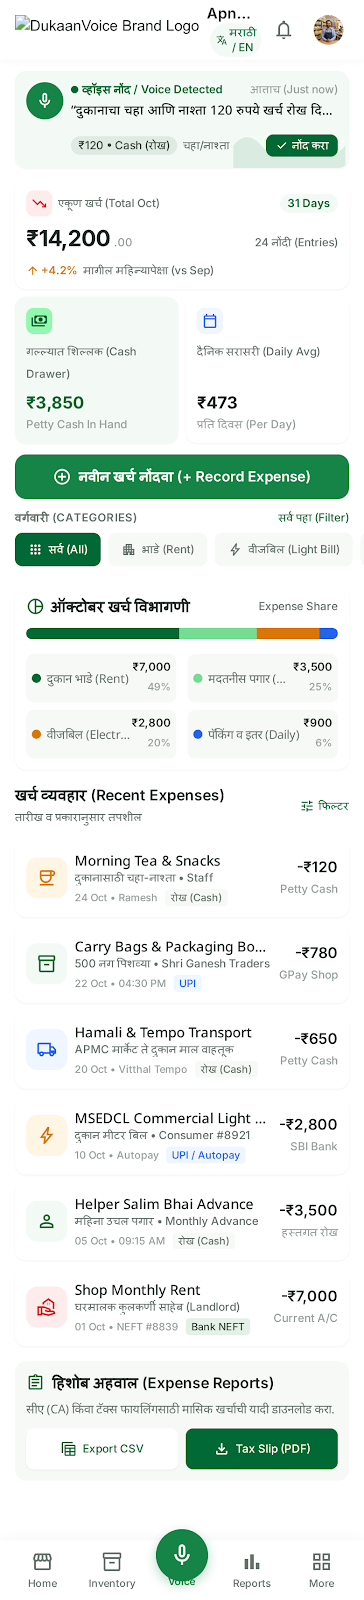 DukaanVoice Brand Logo
Apn...
मराठी / EN
व्हॉइस नोंद / Voice Detected
आताच (Just now)
“दुकानाचा चहा आणि नाश्ता 120 रुपये खर्च रोख दि...
₹120 • Cash (रोख)
चहा/नाश्ता
नोंद करा
एकूण खर्च (Total Oct)
31 Days
₹14,200 .00
24 नोंदी (Entries)
+4.2% मागील महिन्यापेक्षा (vs Sep)
गल्ल्यात शिल्लक (Cash Drawer)
₹3,850
Petty Cash In Hand
दैनिक सरासरी (Daily Avg)
₹473
प्रति दिवस (Per Day)
नवीन खर्च नोंदवा (+ Record Expense)
वर्गवारी (CATEGORIES)
सर्व पहा (Filter)
सर्व (All)
भाडे (Rent)
वीजबिल (Light Bill)
ऑक्टोबर खर्च विभागणी
Expense Share
दुकान भाडे (Rent)
₹7,000
49%
मदतनीस पगार (...
₹3,500
25%
वीजबिल (Electr...
₹2,800
20%
पॅकिंग व इतर (Daily)
₹900
6%
खर्च व्यवहार (Recent Expenses)
तारीख व प्रकारानुसार तपशील
फिल्टर
Morning Tea & Snacks
दुकानासाठी चहा-नाश्ता • Staff
24 Oct • Ramesh
रोख (Cash)
-₹120
Petty Cash
Carry Bags & Packaging Bo...
500 नग पिशव्या • Shri Ganesh Traders
22 Oct • 04:30 PM
UPI
-₹780
GPay Shop
Hamali & Tempo Transport
APMC मार्केट ते दुकान माल वाहतूक
20 Oct • Vitthal Tempo
रोख (Cash)
-₹650
Petty Cash
MSEDCL Commercial Light ...
दुकान मीटर बिल • Consumer #8921
10 Oct • Autopay
UPI / Autopay
-₹2,800
SBI Bank
Helper Salim Bhai Advance
महिना उचल पगार • Monthly Advance
05 Oct • 09:15 AM
रोख (Cash)
-₹3,500
हस्तगत रोख
Shop Monthly Rent
घरमालक कुलकर्णी साहेब (Landlord)
01 Oct • NEFT #8839
Bank NEFT
-₹7,000
Current A/C
हिशोब अहवाल (Expense Reports)
सीए (CA) किंवा टॅक्स फायलिंगसाठी मासिक खर्चाची यादी डाउनलोड करा.
Export CSV
Tax Slip (PDF)
Home
Inventory
Voice
Reports
More